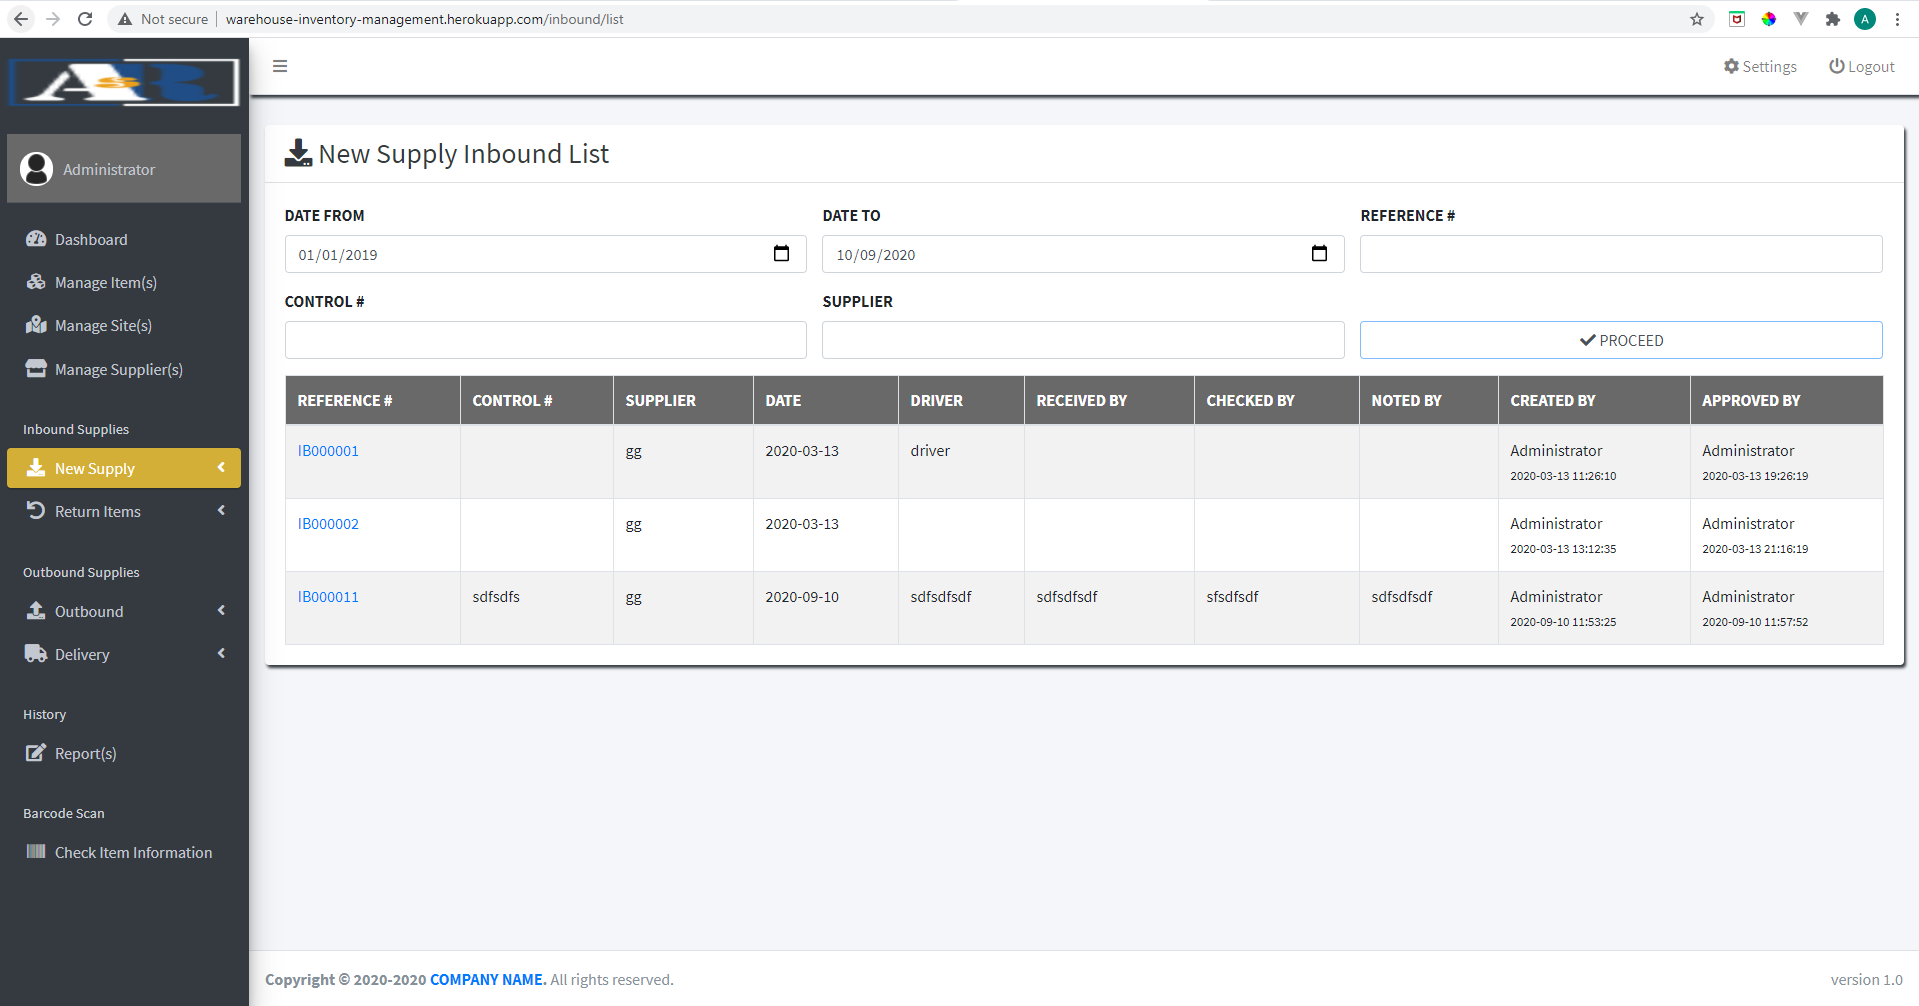 Not secure | warehouse-inventory-management.herokuapp.com/inbound/list
A
A&R
Settings
Logout
Administrator
Dashboard
Manage Item(s)
Manage Site(s)
Manage Supplier(s)
Inbound Supplies
New Supply
Return Items
Outbound Supplies
Outbound
Delivery
History
Report(s)
Barcode Scan
Check Item Information
New Supply Inbound List
DATE FROM
DATE TO
REFERENCE #
01/01/2019
10/09/2020
CONTROL #
SUPPLIER
PROCEED
REFERENCE # CONTROL # SUPPLIER DATE DRIVER RECEIVED BY CHECKED BY NOTED BY CREATED BY APPROVED BY
IB000001 gg 2020-03-13 driver Administrator Administrator
2020-03-13 11:26:10 2020-03-13 19:26:19
IB000002 gg 2020-03-13 Administrator Administrator
2020-03-13 13:12:35 2020-03-13 21:16:19
IB000011 sdfsdfs gg 2020-09-10 sdfsdfsdf sdfsdfsdf sfsdfsdf sdfsdfsdf Administrator Administrator
2020-09-10 11:53:25 2020-09-10 11:57:52
Copyright © 2020-2020 COMPANY NAME. All rights reserved.
version 1.0